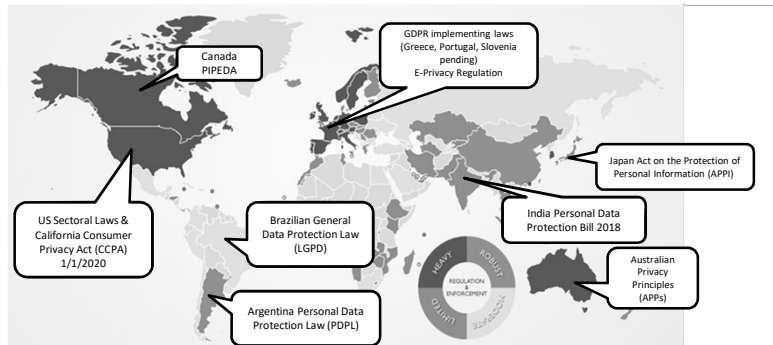 Canada
PIPEDA
GDPR implementing laws
(Greece, Portugal, Slovenia
pending)
E-Privacy Regulation
Japan Act on the Protection of
Personal Information (APPI)
US Sectoral Laws &
California Consumer
Privacy Act (CCPA)
1/1/2020
Brazilian General
Data Protection Law
(LGPD)
India Personal Data
Protection Bill 2018
Argentina Personal Data
Protection Law (PDPL)
HEAVY
ROBUST
REGULATION
&
ENFORCEMENT
LIMITED
MODERATE
Australian
Privacy
Principles
(APPs)